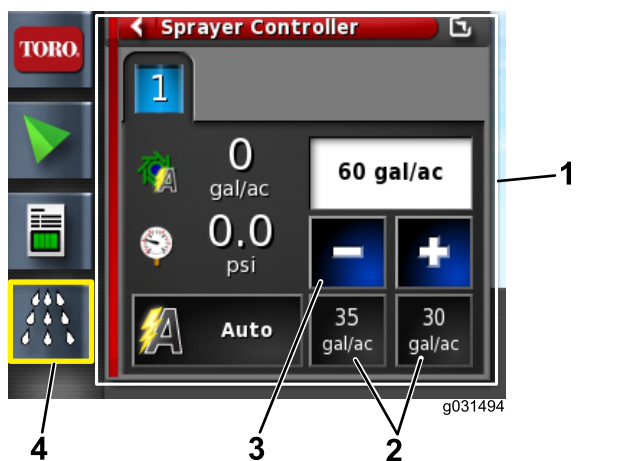 TORO.
Sprayer Controller
1
0
gal/ac
60 gal/ac
1
0.0
psi
- +
Auto
35
gal/ac
30
gal/ac
g031494
4
3
2